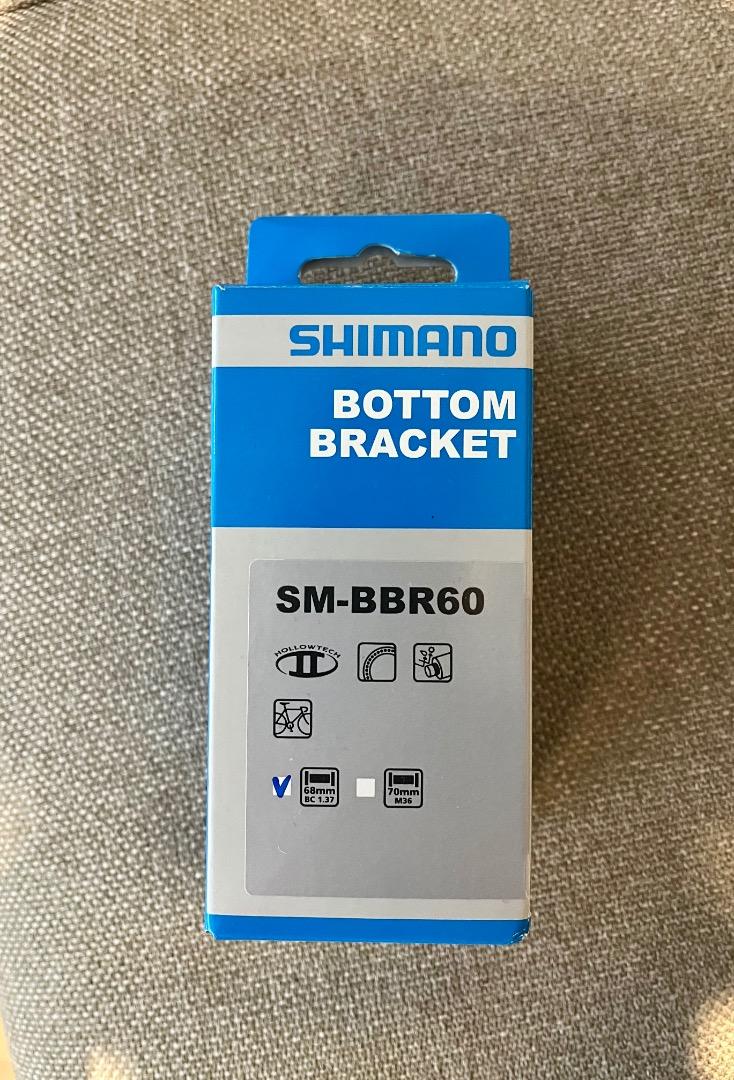 SHIMANO
BOTTOM
BRACKET
SM-BBR60
HOLLOWTECH
II
68mm
BC 1.37
70mm
M36